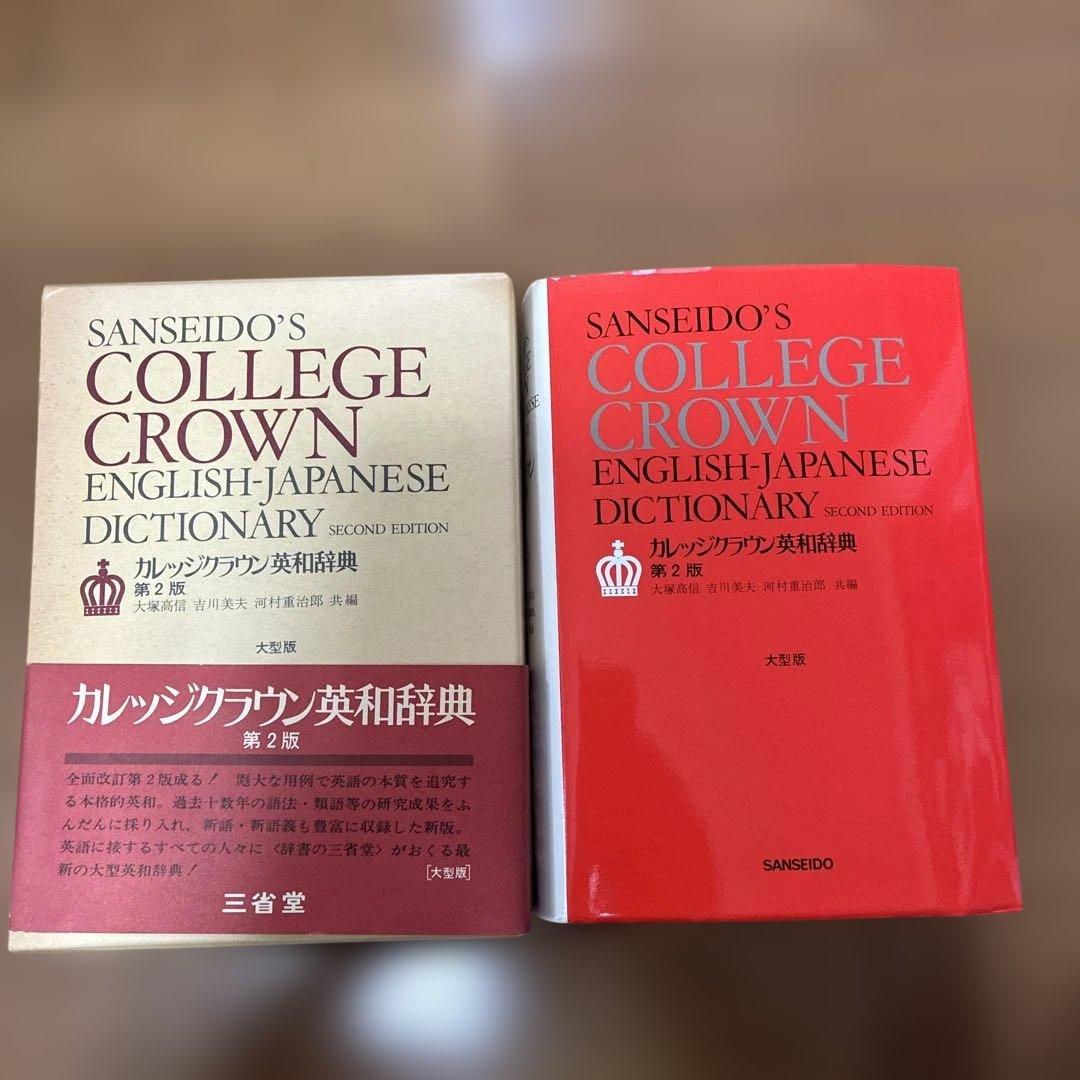 SANSEIDO'S
COLLEGE
CROWN
ENGLISH-JAPANESE
DICTIONARY SECOND EDITION
カレッジクラウン英和辞典
第2版
大塚高信 吉川美夫 河村重治郎 共編
大型版
カレッジクラウン英和辞典
第2版
全面改訂第2版成る! 彪大な用例で英語の本質を追究す
る本格的英和。過去十数年の語法・類語等の研究成果をふ
んだんに採り入れ、新語・新語義も豊富に収録した新版。
英語に接するすべての人々に〈辞書の三省堂〉がおくる最
新の大型英和辞典!
[大型版]
三省堂
SANSEIDO'S
COLLEGE
CROWN
ENGLISH-JAPANESE
DICTIONARY SECOND EDITION
カレッジクラウン英和辞典
第2版
大塚高信 吉川美夫 河村重治郎 共編
大型版
SANSEIDO